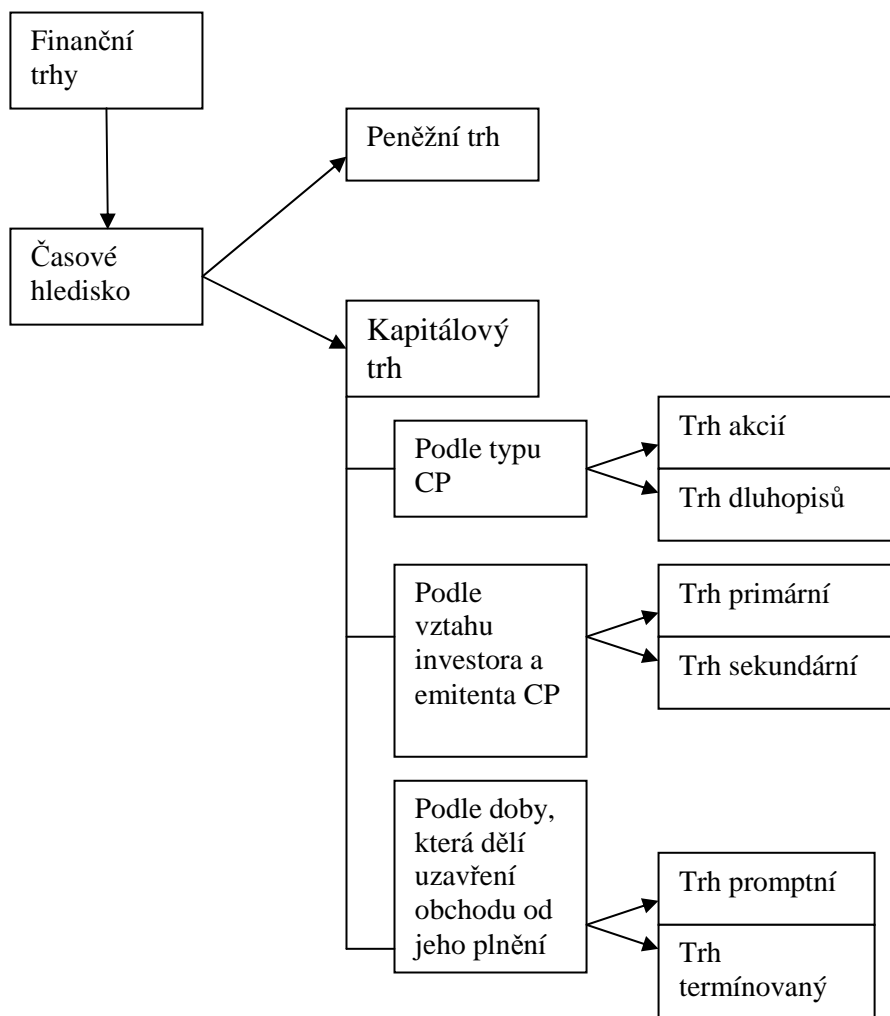 Finanční
trhy
Peněžní trh
Časové
hledisko
Kapitálový
trh
Podle typu
CP
Trh akcií
Trh dluhopisů
Podle
vztahu
investora a
emitenta CP
Trh primární
Trh sekundární
Podle doby,
která dělí
uzavření
obchodu od
jeho plnění
Trh promptní
Trh
termínovaný